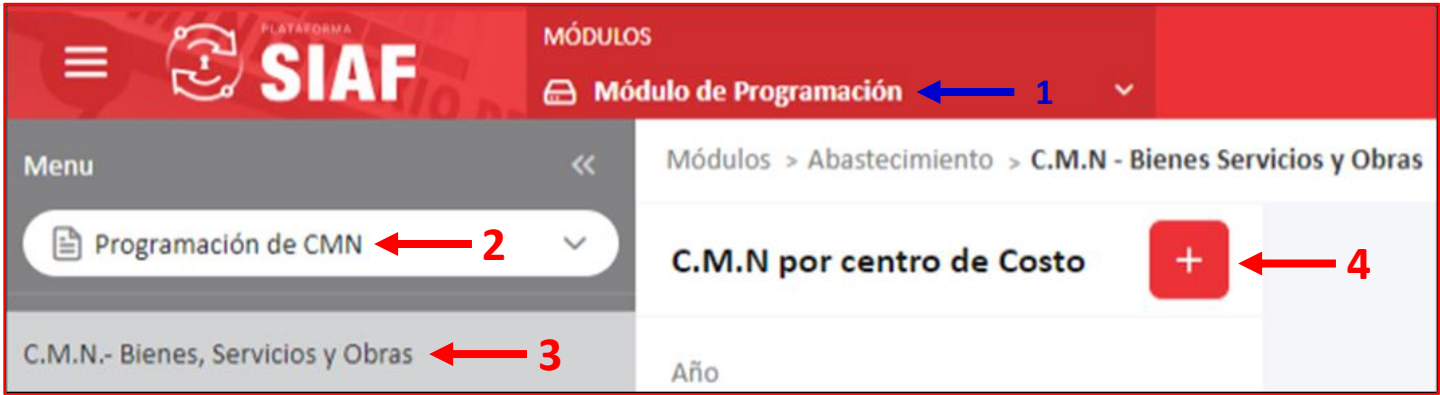 PLATAFORMA
SIAF
MÓDULOS
Módulo de Programación 1
Menu
Módulos > Abastecimiento > C.M.N - Bienes Servicios y Obras
Programación de CMN 2
C.M.N por centro de Costo + 4
C.M.N.- Bienes, Servicios y Obras 3
Año